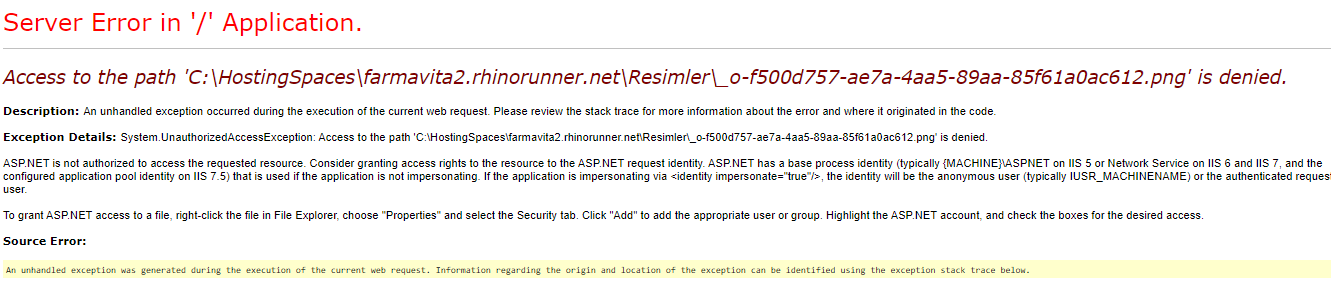 Server Error in '/' Application.
Access to the path 'C:\HostingSpaces\farmavita2.rhinorunner.net\Resimler\_o-f500d757-ae7a-4aa5-89aa-85f61a0ac612.png' is denied.
Description: An unhandled exception occurred during the execution of the current web request. Please review the stack trace for more information about the error and where it originated in the code.
Exception Details: System.UnauthorizedAccessException: Access to the path 'C:\HostingSpaces\farmavita2.rhinorunner.net\Resimler\_o-f500d757-ae7a-4aa5-89aa-85f61a0ac612.png' is denied.
ASP.NET is not authorized to access the requested resource. Consider granting access rights to the resource to the ASP.NET request identity. ASP.NET has a base process identity (typically {MACHINE}\ASPNET on IIS 5 or Network Service on IIS 6 and IIS 7, and the
configured application pool identity on IIS 7.5) that is used if the application is not impersonating. If the application is impersonating via <identity impersonate="true"/>, the identity will be the anonymous user (typically IUSR_MACHINENAME) or the authenticated reques
user.
To grant ASP.NET access to a file, right-click the file in File Explorer, choose "Properties" and select the Security tab. Click "Add" to add the appropriate user or group. Highlight the ASP.NET account, and check the boxes for the desired access.
Source Error:
An unhandled exception was generated during the execution of the current web request. Information regarding the origin and location of the exception can be identified using the exception stack trace below.